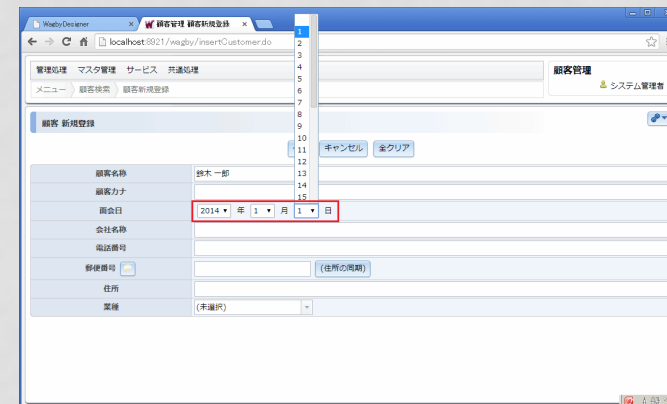 WagbyDesigner
顧客管理 顧客新規登録
localhost:8921/wagby/insertCustomer.do
管理処理 マスタ管理 サービス 共通処理
顧客管理
メニュー 顧客検索 顧客新規登録
システム管理者
顧客 新規登録
キャンセル 全クリア
1
2
3
4
5
6
7
8
9
10
11
12
13
14
15
顧客名称 鈴木 一郎
顧客カナ
面会日 2014 年 1 月 1 日
会社名称
電話番号
郵便番号 (住所の同期)
住所
業種 (未選択)